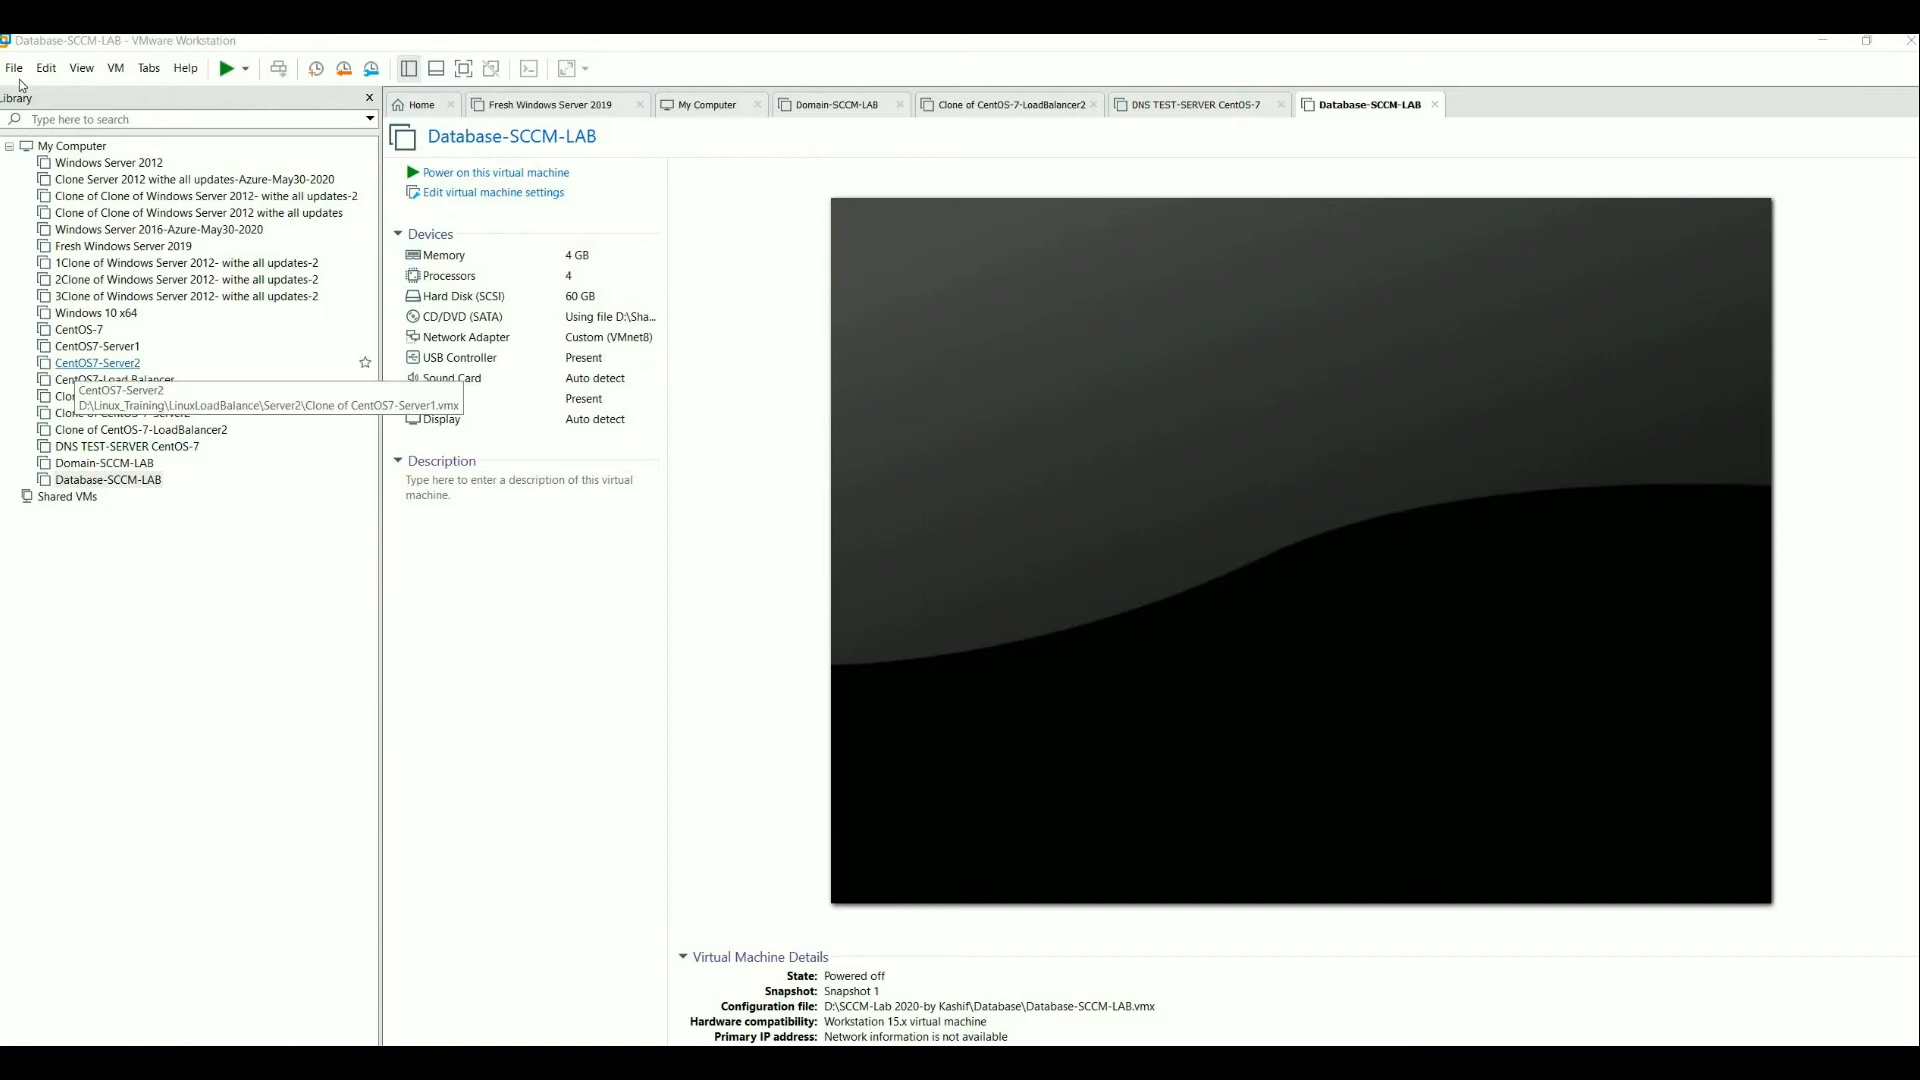 Database-SCCM-LAB - VMware Workstation
File Edit View VM Tabs Help
Library
Type here to search
My Computer
Windows Server 2012
Clone Server 2012 withe all updates-Azure-May30-2020
Clone of Clone of Windows Server 2012- withe all updates-2
Clone of Clone of Windows Server 2012 withe all updates
Windows Server 2016-Azure-May30-2020
Fresh Windows Server 2019
1Clone of Windows Server 2012- withe all updates-2
2Clone of Windows Server 2012- withe all updates-2
3Clone of Windows Server 2012- withe all updates-2
Windows 10 x64
CentOS-7
CentOS7-Server1
CentOS7-Server2
CentOS7-Load Balancer
CentOS7-Server2
D:\Linux_Training\LinuxLoadBalance\Server2\Clone of CentOS7-Server1.vmx
Clone of CentOS-7-LoadBalancer2
DNS TEST-SERVER CentOS-7
Domain-SCCM-LAB
Database-SCCM-LAB
Shared VMs
Home Fresh Windows Server 2019 My Computer Domain-SCCM-LAB Clone of CentOS-7-LoadBalancer2 DNS TEST-SERVER CentOS-7 Database-SCCM-LAB
Database-SCCM-LAB
Power on this virtual machine
Edit virtual machine settings
Devices
Memory 4 GB
Processors 4
Hard Disk (SCSI) 60 GB
CD/DVD (SATA) Using file D:\Sha...
Network Adapter Custom (VMnet8)
USB Controller Present
Sound Card Auto detect
Present
Display Auto detect
Description
Type here to enter a description of this virtual
machine.
Virtual Machine Details
State: Powered off
Snapshot: Snapshot 1
Configuration file: D:\SCCM-Lab 2020-by Kashif\Database\Database-SCCM-LAB.vmx
Hardware compatibility: Workstation 15.x virtual machine
Primary IP address: Network information is not available